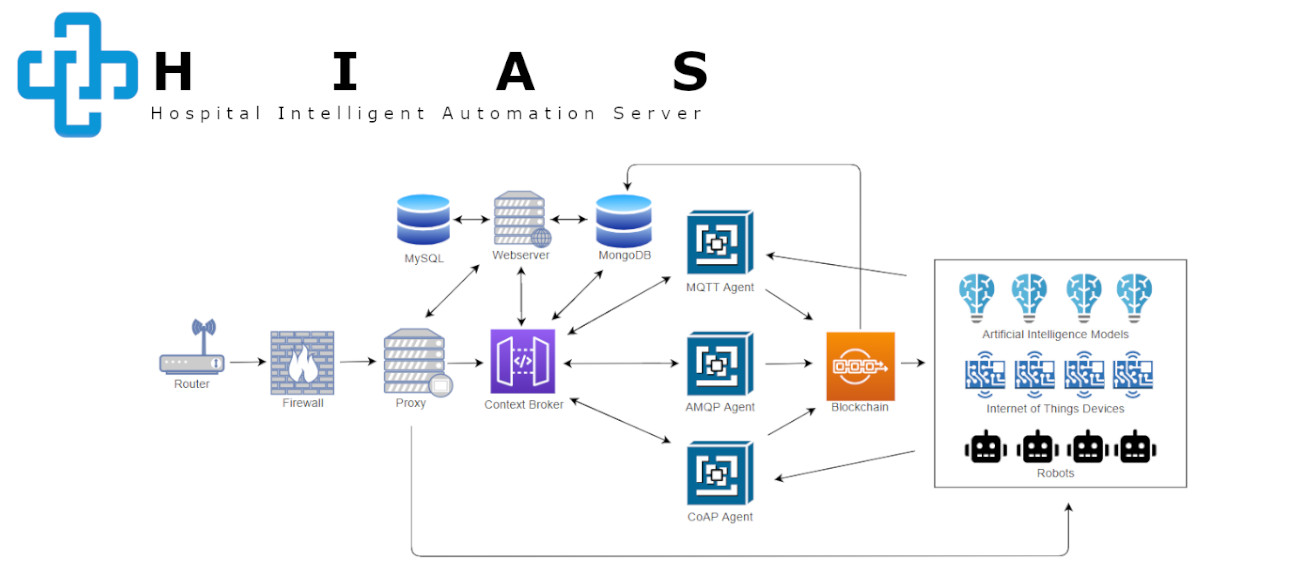 H I A S
Hospital Intelligent Automation Server
MySQL
Webserver
MongoDB
MQTT Agent
Artificial Intelligence Models
Router
Firewall
Proxy
Context Broker
AMQP Agent
Blockchain
Internet of Things Devices
Robots
CoAP Agent